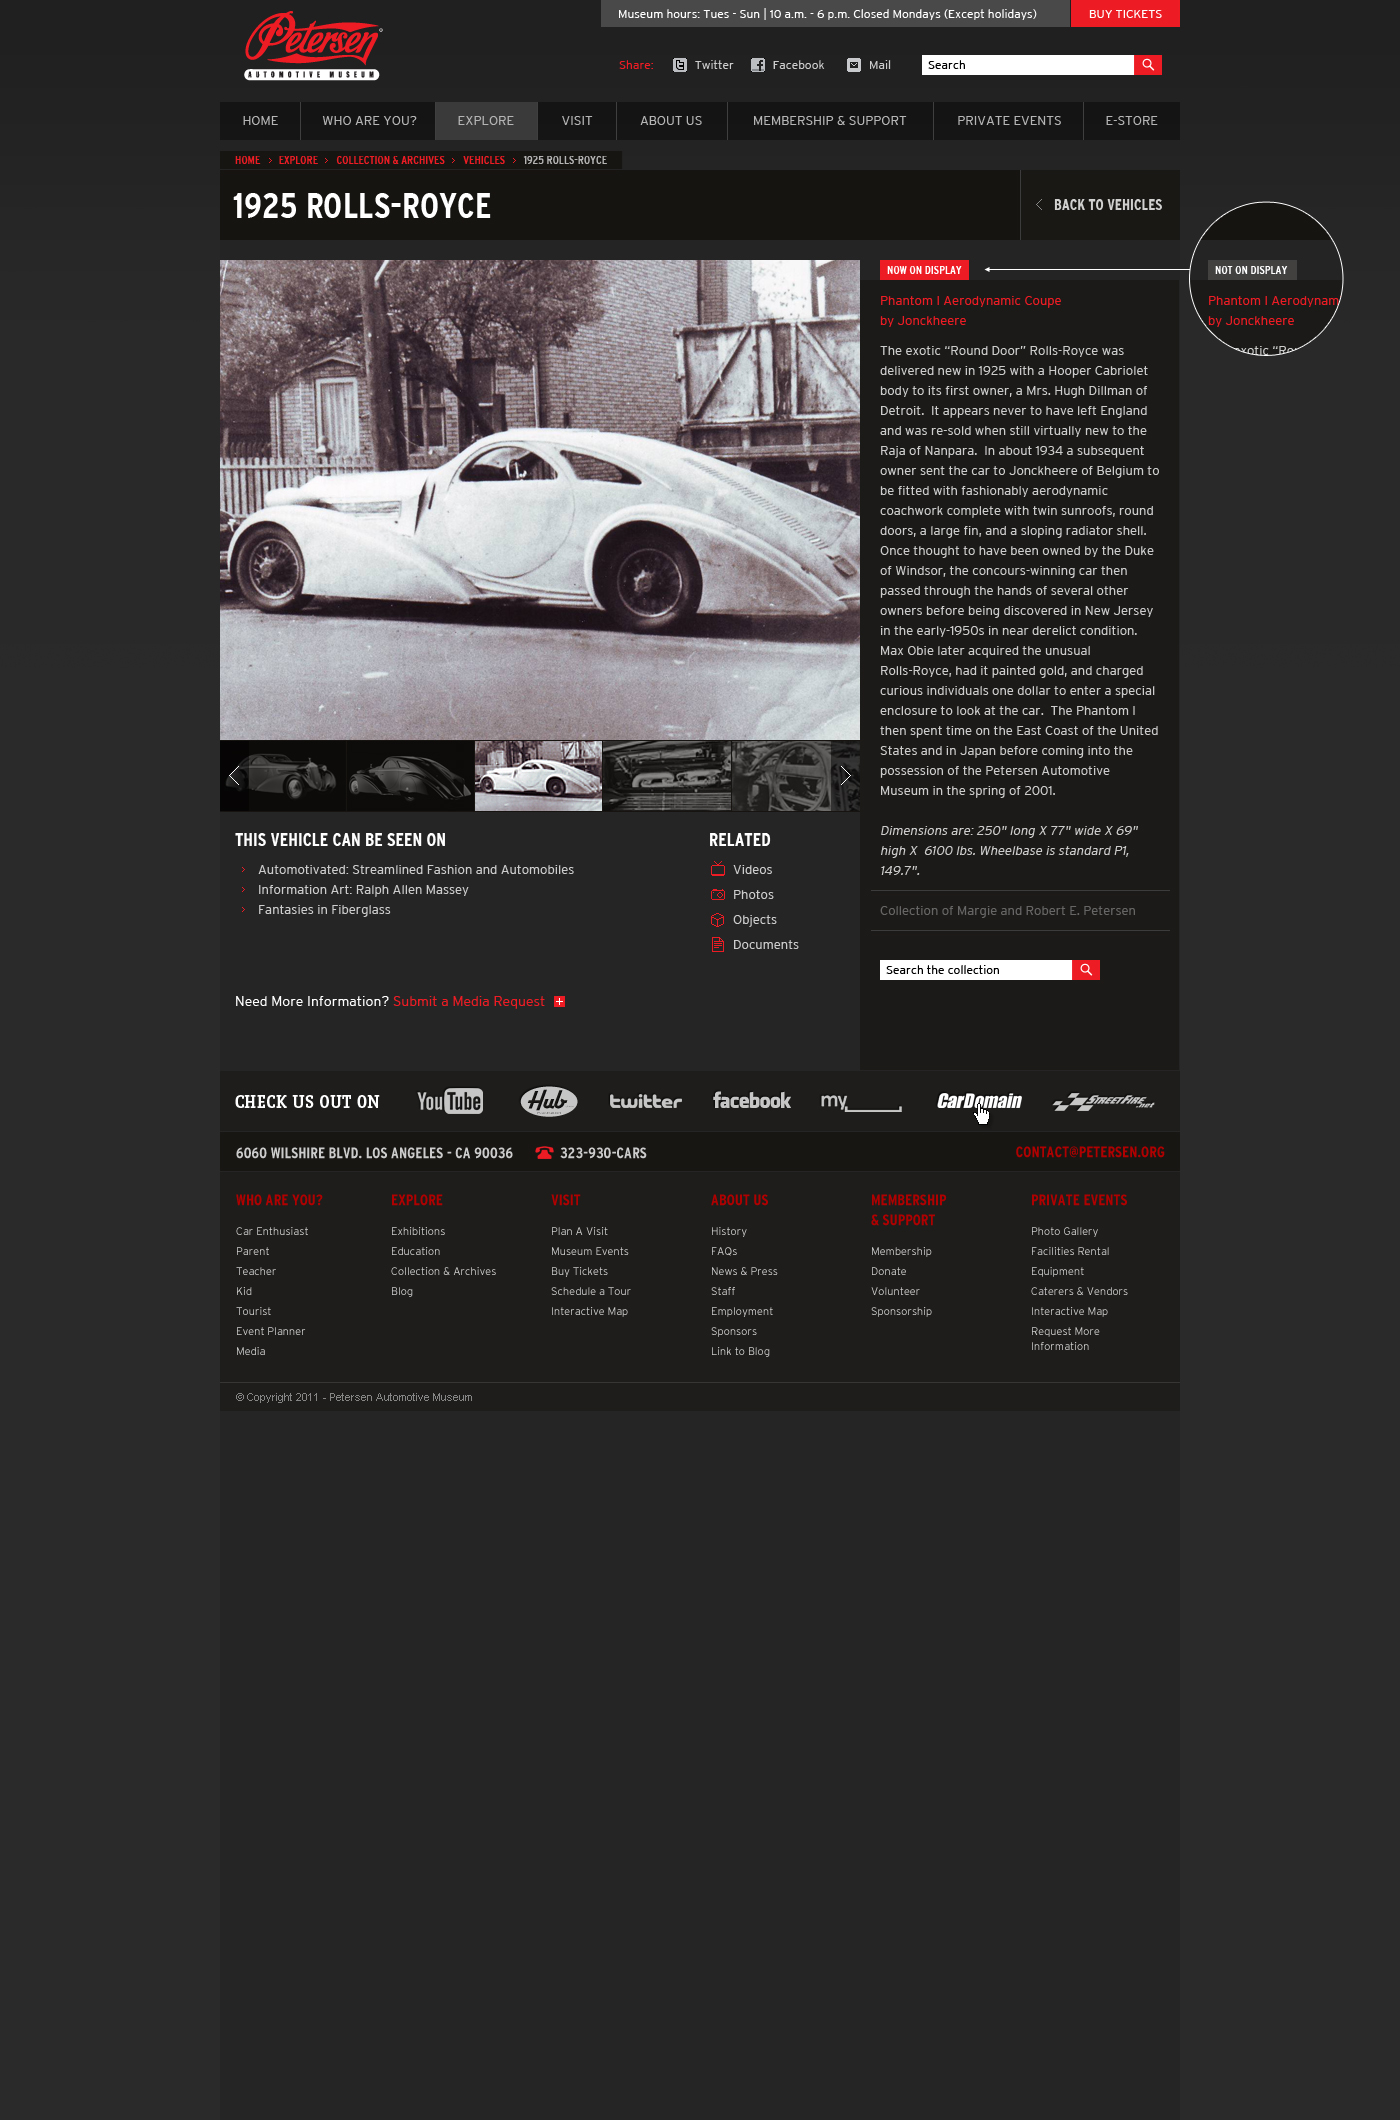 Museum hours: Tues - Sun | 10 a.m. - 6 p.m. Closed Mondays (Except holidays)
BUY TICKETS
Petersen®
AUTOMOTIVE MUSEUM
Share:
Twitter
Facebook
Mail
Search
HOME
WHO ARE YOU?
EXPLORE
VISIT
ABOUT US
MEMBERSHIP & SUPPORT
PRIVATE EVENTS
E-STORE
HOME > EXPLORE > COLLECTION & ARCHIVES > VEHICLES > 1925 ROLLS-ROYCE
1925 ROLLS-ROYCE
BACK TO VEHICLES
NOW ON DISPLAY
Phantom I Aerodynamic Coupe
by Jonckheere
The exotic “Round Door” Rolls-Royce was
delivered new in 1925 with a Hooper Cabriolet
body to its first owner, a Mrs. Hugh Dillman of
Detroit.  It appears never to have left England
and was re-sold when still virtually new to the
Raja of Nanpara.  In about 1934 a subsequent
owner sent the car to Jonckheere of Belgium to
be fitted with fashionably aerodynamic
coachwork complete with twin sunroofs, round
doors, a large fin, and a sloping radiator shell.
Once thought to have been owned by the Duke
of Windsor, the concours-winning car then
passed through the hands of several other
owners before being discovered in New Jersey
in the early-1950s in near derelict condition.
Max Obie later acquired the unusual
Rolls-Royce, had it painted gold, and charged
curious individuals one dollar to enter a special
enclosure to look at the car.  The Phantom I
then spent time on the East Coast of the United
States and in Japan before coming into the
possession of the Petersen Automotive
Museum in the spring of 2001.
Dimensions are: 250" long X 77" wide X 69"
high X  6100 lbs. Wheelbase is standard P1,
149.7".
Collection of Margie and Robert E. Petersen
Search the collection
NOT ON DISPLAY
Phantom I Aerodynam
by Jonckheere
exotic “Rou
THIS VEHICLE CAN BE SEEN ON
Automotivated: Streamlined Fashion and Automobiles
Information Art: Ralph Allen Massey
Fantasies in Fiberglass
RELATED
Videos
Photos
Objects
Documents
Need More Information? Submit a Media Request
CHECK US OUT ON
YouTube
Hub
twitter
facebook
my
CarDomain
STREETFIRE.net
6060 WILSHIRE BLVD. LOS ANGELES - CA 90036
323-930-CARS
CONTACT@PETERSEN.ORG
WHO ARE YOU?
Car Enthusiast
Parent
Teacher
Kid
Tourist
Event Planner
Media
EXPLORE
Exhibitions
Education
Collection & Archives
Blog
VISIT
Plan A Visit
Museum Events
Buy Tickets
Schedule a Tour
Interactive Map
ABOUT US
History
FAQs
News & Press
Staff
Employment
Sponsors
Link to Blog
MEMBERSHIP
& SUPPORT
Membership
Donate
Volunteer
Sponsorship
PRIVATE EVENTS
Photo Gallery
Facilities Rental
Equipment
Caterers & Vendors
Interactive Map
Request More
Information
© Copyright 2011 - Petersen Automotive Museum